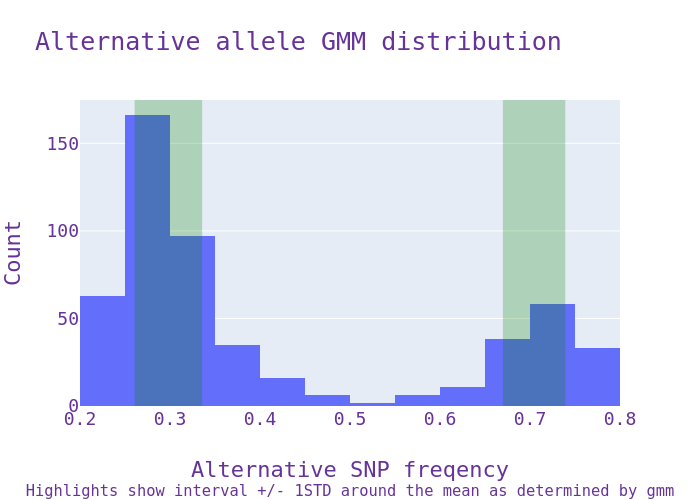 Alternative allele GMM distribution
Count
150
100
50
0
0.2 0.3 0.4 0.5 0.6 0.7 0.8
Alternative SNP freqency
Highlights show interval +/- 1STD around the mean as determined by gmm